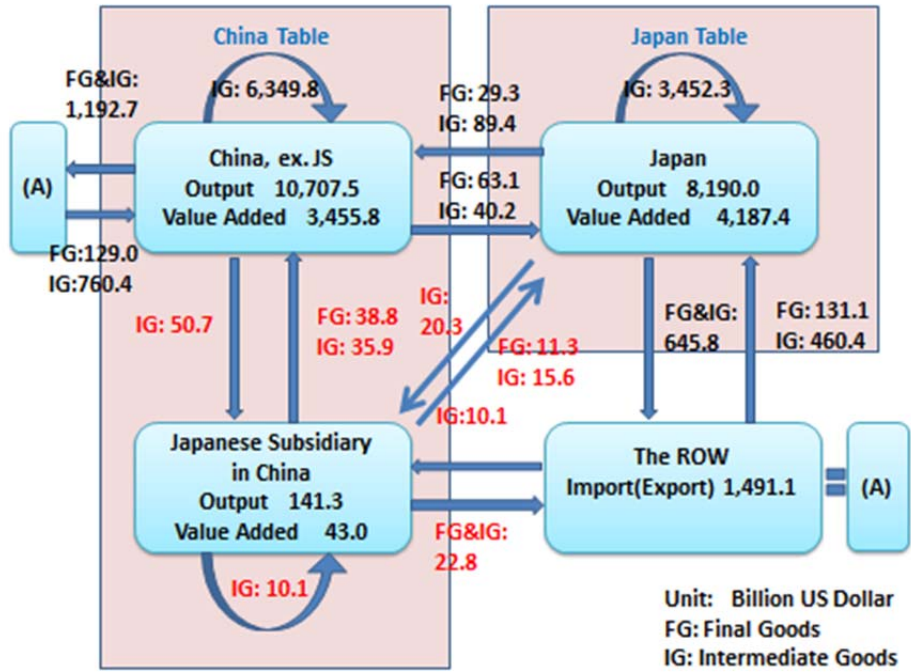 China Table
Japan Table
FG&IG:
1,192.7
IG: 6,349.8
FG: 29.3
IG: 89.4
IG: 3,452.3
(A)
China, ex. JS
Output 10,707.5
Value Added 3,455.8
FG: 63.1
IG: 40.2
Japan
Output 8,190.0
Value Added 4,187.4
FG:129.0
IG:760.4
IG: 50.7
FG: 38.8
IG: 35.9
IG:
20.3
FG: 11.3
IG: 15.6
FG&IG:
645.8
FG: 131.1
IG: 460.4
IG:10.1
Japanese Subsidiary
in China
Output 141.3
Value Added 43.0
The ROW
Import(Export) 1,491.1
(A)
FG&IG:
22.8
IG: 10.1
Unit: Billion US Dollar
FG: Final Goods
IG: Intermediate Goods